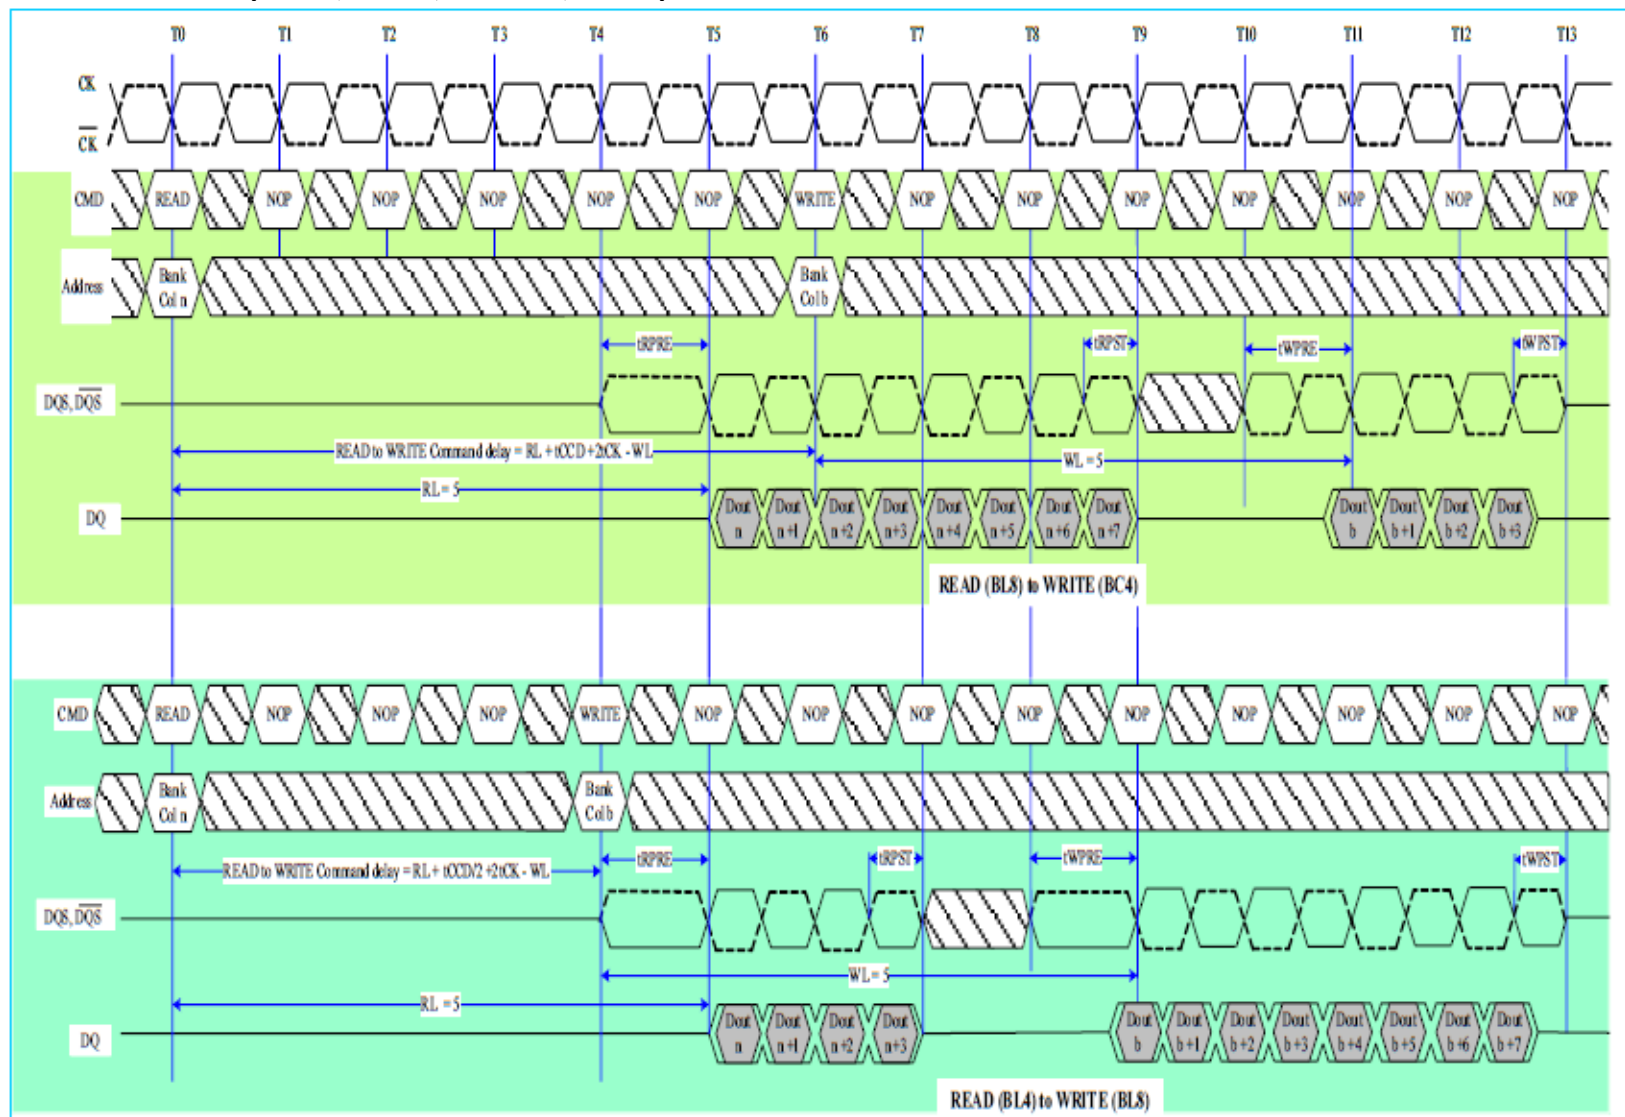 T0 T1 T2 T3 T4 T5 T6 T7 T8 T9 T10 T11 T12 T13
CK
CK
CMD READ NOP NOP NOP NOP NOP WRITE NOP NOP NOP NOP NOP NOP NOP
Address Bank Col n Bank Col b
tRPRE tRPST tWPRE tWPST
DQS, DQS
READ to WRITE Command delay = RL + tCCD +2tCK - WL WL = 5
RL = 5
DQ Dout n Dout n+1 Dout n+2 Dout n+3 Dout n+4 Dout n+5 Dout n+6 Dout n+7 Dout b Dout b+1 Dout b+2 Dout b+3
READ (BL8) to WRITE (BC4)
CMD READ NOP NOP NOP WRITE NOP NOP NOP NOP NOP NOP NOP NOP NOP
Address Bank Col n Bank Col b
READ to WRITE Command delay = RL + tCCD/2 +2tCK - WL tRPRE tRPST tWPRE tWPST
DQS, DQS
WL = 5
RL = 5
DQ Dout n Dout n+1 Dout n+2 Dout n+3 Dout b Dout b+1 Dout b+2 Dout b+3 Dout b+4 Dout b+5 Dout b+6 Dout b+7
READ (BL4) to WRITE (BL8)